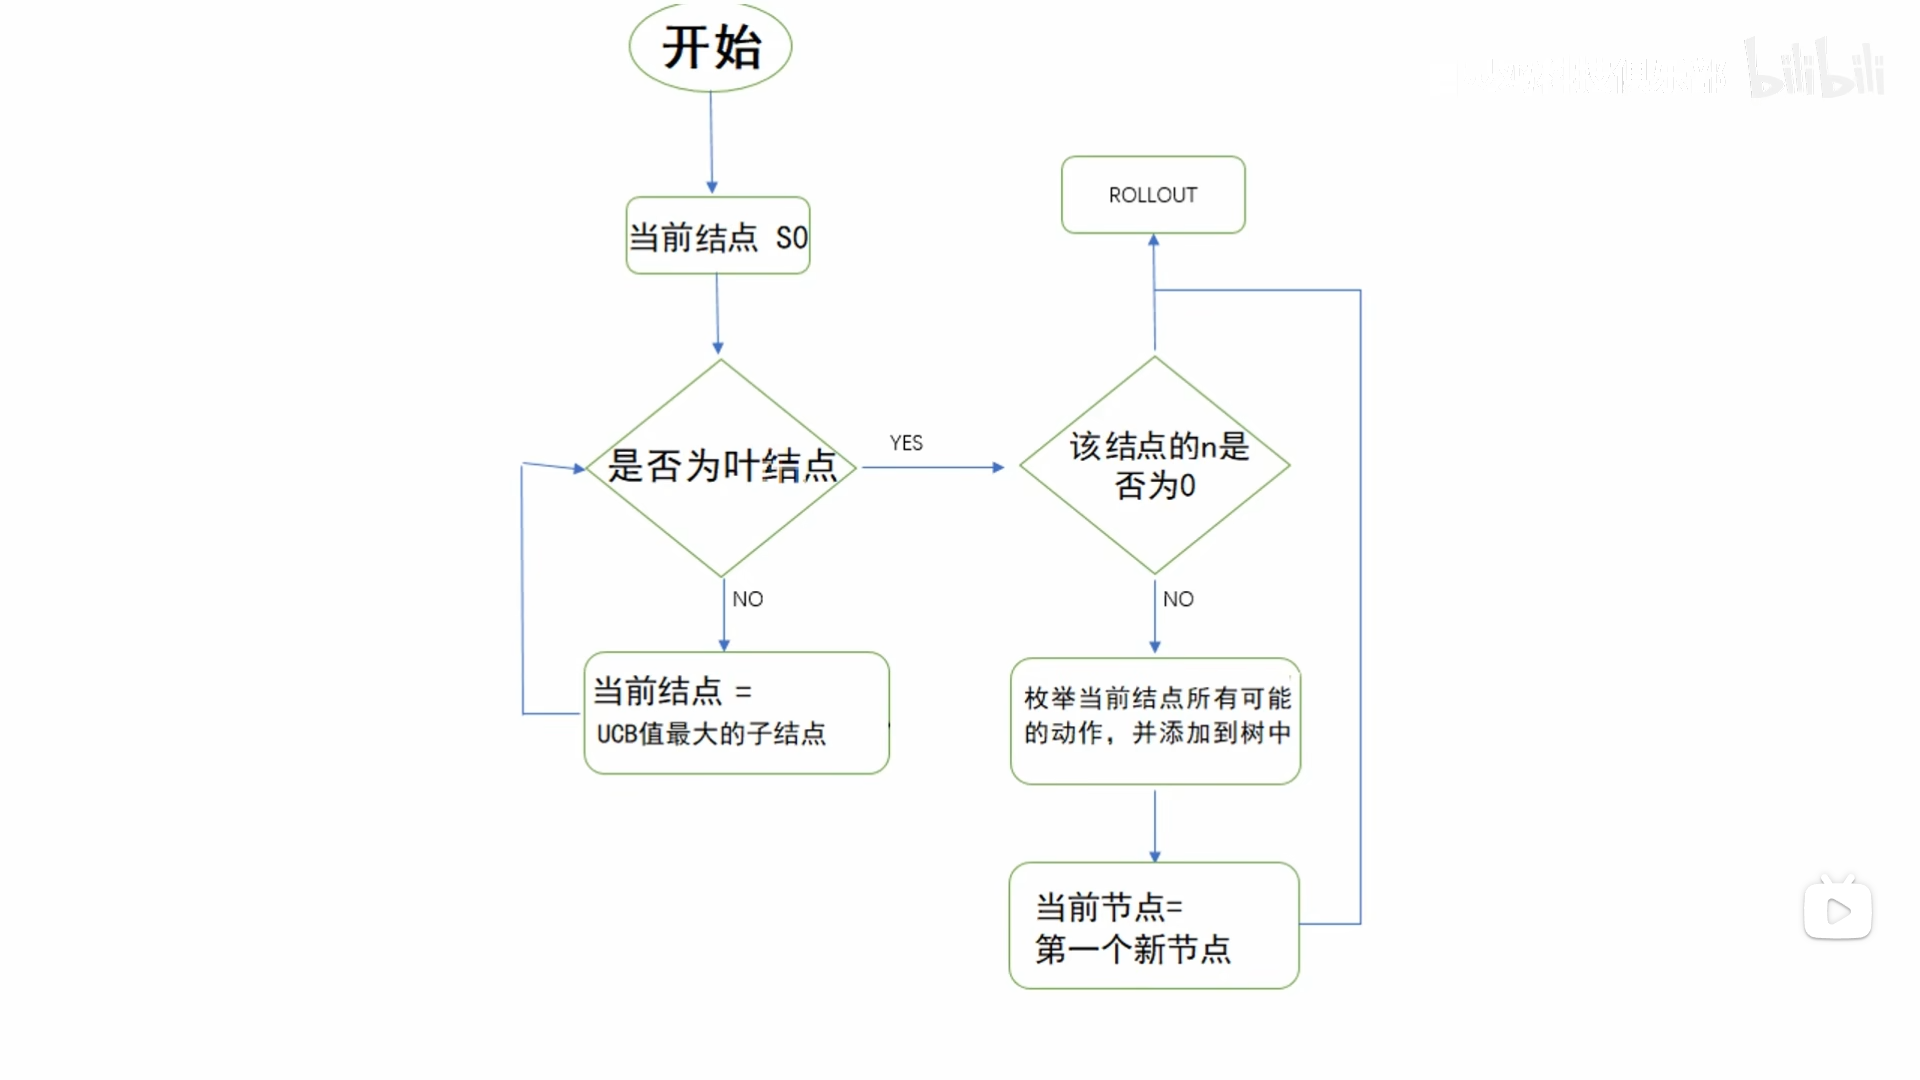 开始
bilibili
当前结点 S0
ROLLOUT
是否为叶结点
YES
该结点的n是
否为0
NO
NO
当前结点 =
UCB值最大的子结点
枚举当前结点所有可能
的动作，并添加到树中
当前节点=
第一个新节点